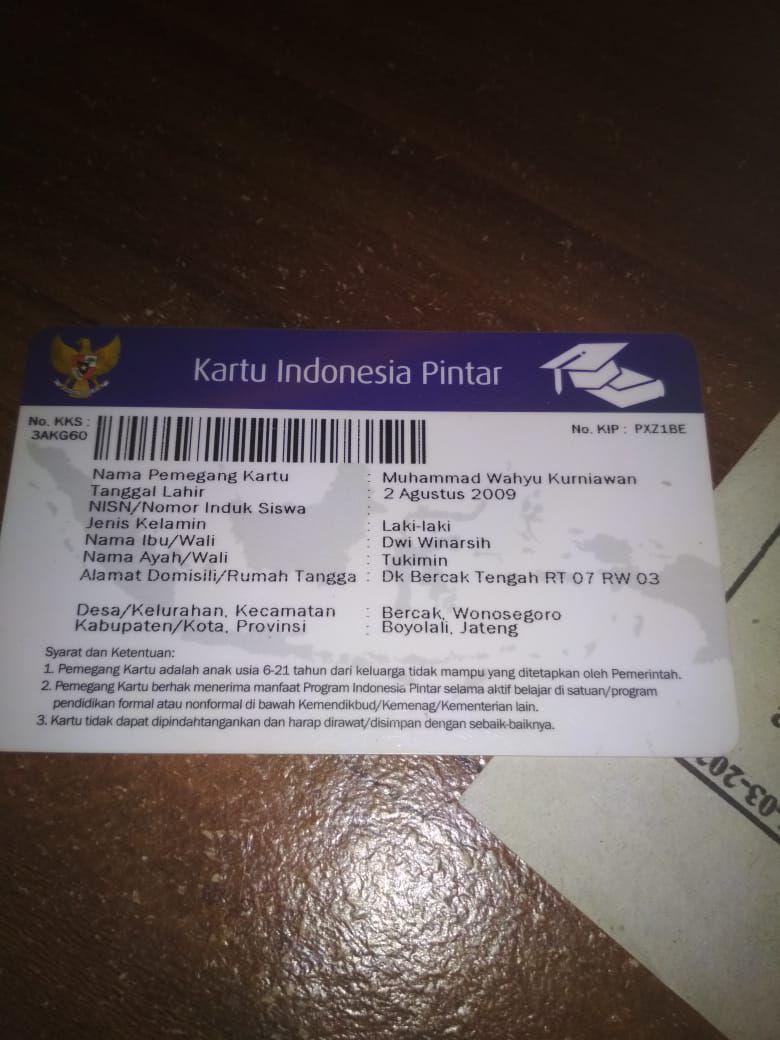 Kartu Indonesia Pintar
No. KKS :
3AKG60
No. KIP : PXZ1BE
Nama Pemegang Kartu : Muhammad Wahyu Kurniawan
Tanggal Lahir : 2 Agustus 2009
NISN/Nomor Induk Siswa :
Jenis Kelamin : Laki-laki
Nama Ibu/Wali : Dwi Winarsih
Nama Ayah/Wali : Tukimin
Alamat Domisili/Rumah Tangga : Dk Bercak Tengah RT 07 RW 03
Desa/Kelurahan, Kecamatan : Bercak, Wonosegoro
Kabupaten/Kota, Provinsi : Boyolali, Jateng
Syarat dan Ketentuan:
1. Pemegang Kartu adalah anak usia 6-21 tahun dari keluarga tidak mampu yang ditetapkan oleh Pemerintah.
2. Pemegang Kartu berhak menerima manfaat Program Indonesia Pintar selama aktif belajar di satuan/program
pendidikan formal atau nonformal di bawah Kemendikbud/Kemenag/Kementerian lain.
3. Kartu tidak dapat dipindahtangankan dan harap dirawat/disimpan dengan sebaik-baiknya.